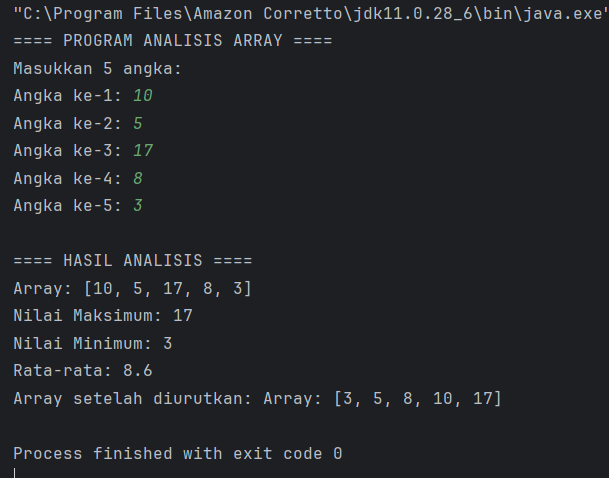 "C:\Program Files\Amazon Corretto\jdk11.0.28_6\bin\java.exe"
==== PROGRAM ANALISIS ARRAY ====
Masukkan 5 angka:
Angka ke-1: 10
Angka ke-2: 5
Angka ke-3: 17
Angka ke-4: 8
Angka ke-5: 3
==== HASIL ANALISIS ====
Array: [10, 5, 17, 8, 3]
Nilai Maksimum: 17
Nilai Minimum: 3
Rata-rata: 8.6
Array setelah diurutkan: Array: [3, 5, 8, 10, 17]
Process finished with exit code 0